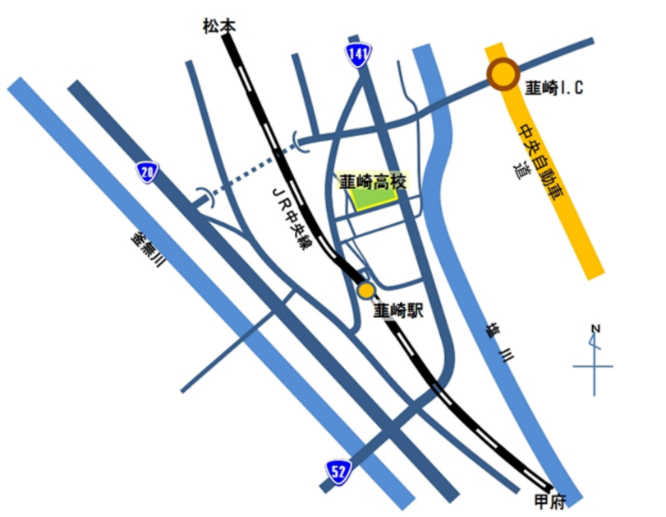 松本
141
韮崎I.C
中央自動車
道
20
韮崎高校
JR中央線
釜無川
韮崎駅
塩川
N
52
甲府